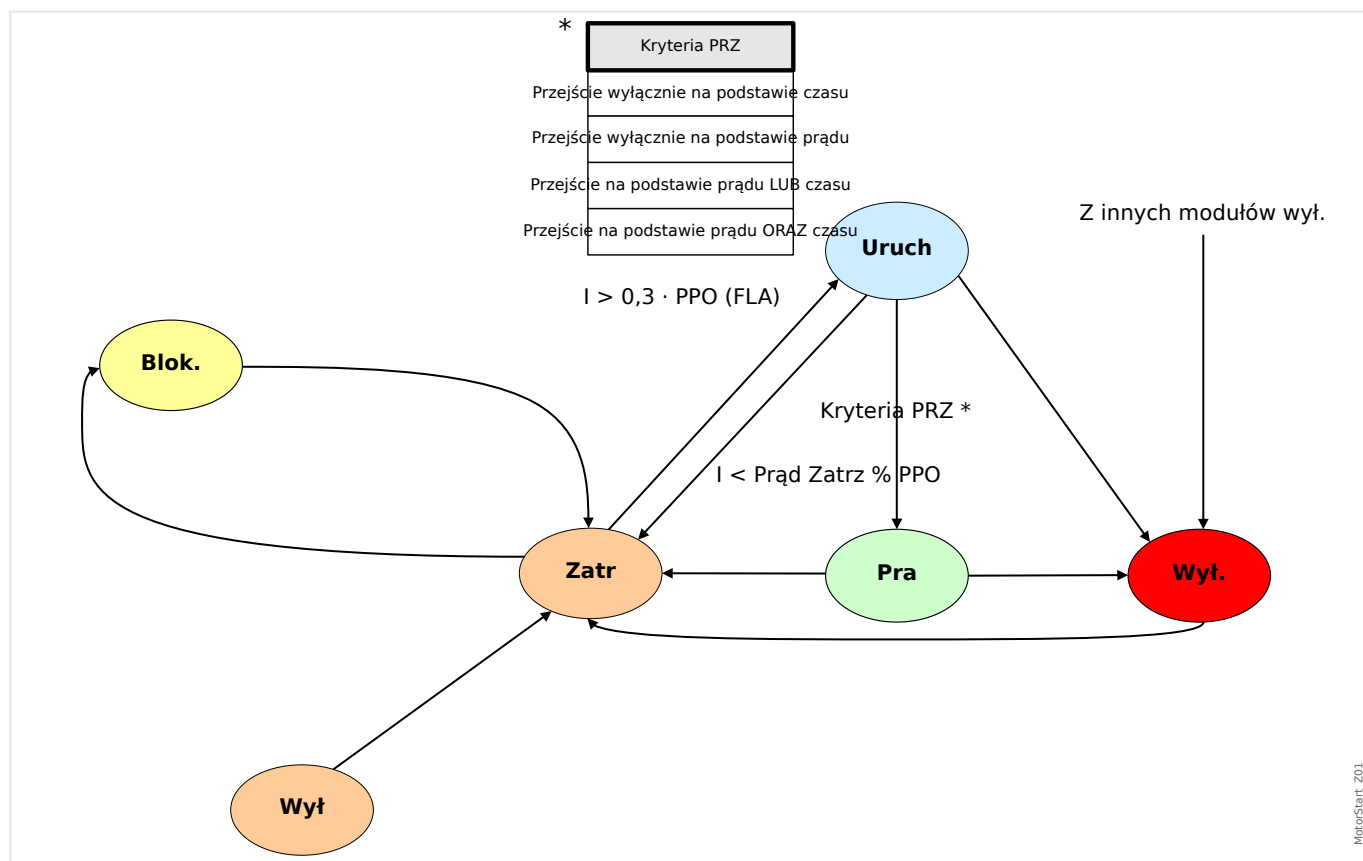 *
Kryteria PRZ
Przejście wyłącznie na podstawie czasu
Przejście wyłącznie na podstawie prądu
Przejście na podstawie prądu LUB czasu
Przejście na podstawie prądu ORAZ czasu
Z innych modułów wył.
Uruch
I > 0,3 · PPO (FLA)
Blok.
Kryteria PRZ *
I < Prąd Zatrz % PPO
Zatr
Pra
Wył.
Wył
MotorStart_Z01